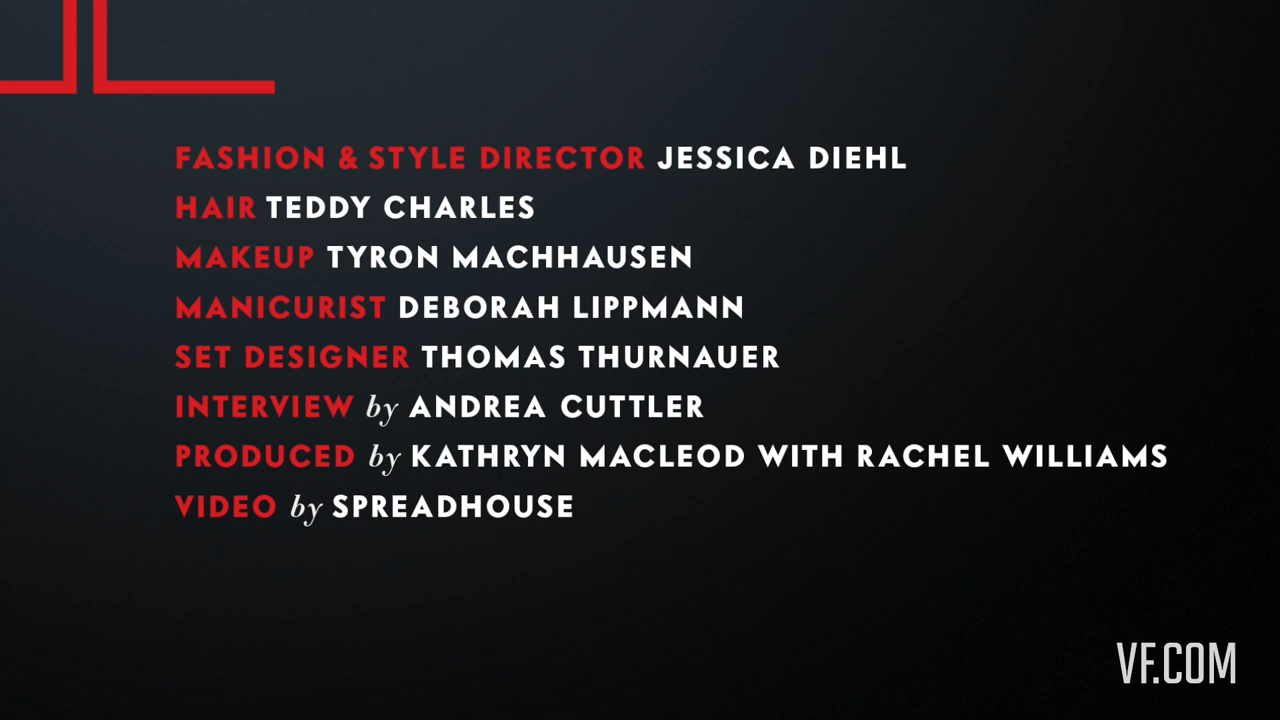 FASHION & STYLE DIRECTOR JESSICA DIEHL
HAIR TEDDY CHARLES
MAKEUP TYRON MACHHAUSEN
MANICURIST DEBORAH LIPPMANN
SET DESIGNER THOMAS THURNAUER
INTERVIEW by ANDREA CUTTLER
PRODUCED by KATHRYN MACLEOD WITH RACHEL WILLIAMS
VIDEO by SPREADHOUSE
VF.COM